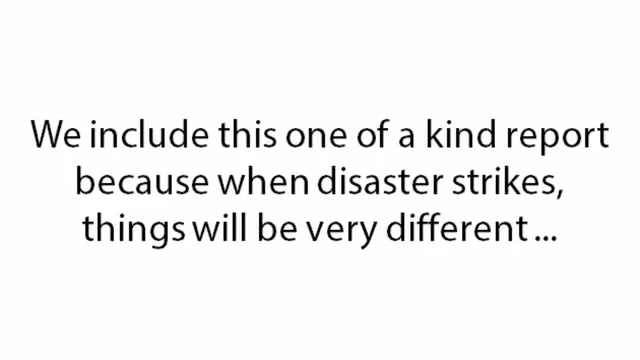 We include this one of a kind report
because when disaster strikes,
things will be very different ...